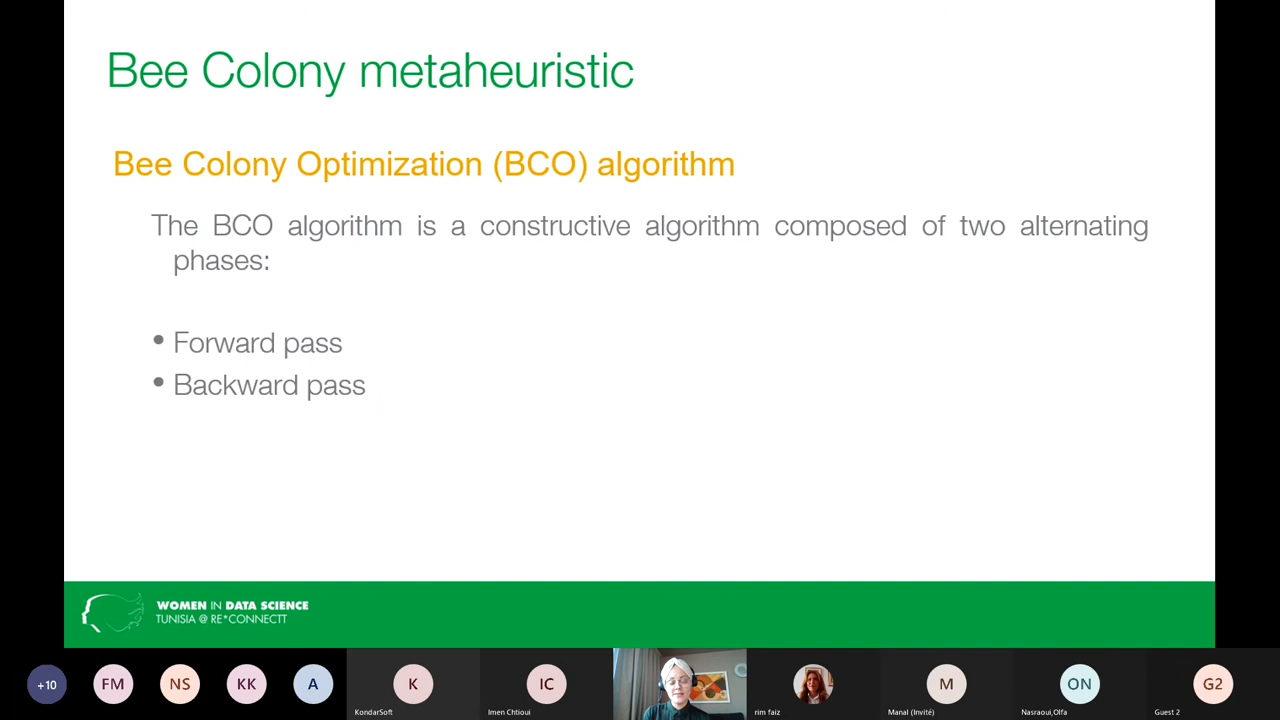 Bee Colony metaheuristic
Bee Colony Optimization (BCO) algorithm
The BCO algorithm is a constructive algorithm composed of two alternating
phases:
• Forward pass
• Backward pass
WOMEN IN DATA SCIENCE
TUNISIA @ RE*CONNECTT
+10
FM
NS
KK
A
K
IC
M
ON
G2
KondarSoft
Imen Chtioui
rim faiz
Manal (Invité)
Nasraoui,Olfa
Guest 2